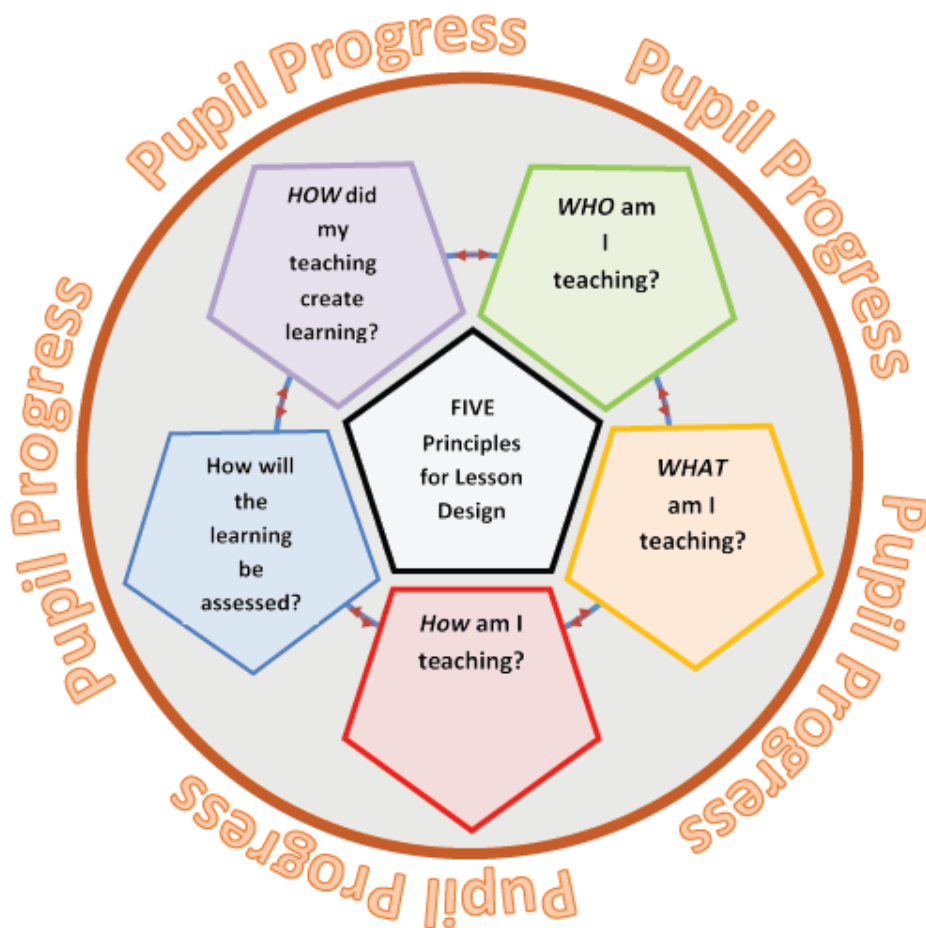 Pupil Progress
Pupil Progress
HOW did
my
teaching
create
learning?
WHO am
I
teaching?
FIVE
Principles
for Lesson
Design
How will
the
learning
be
assessed?
WHAT
am I
teaching?
How am I
teaching?
Pupil Progress
Pupil Progress
Pupil Progress